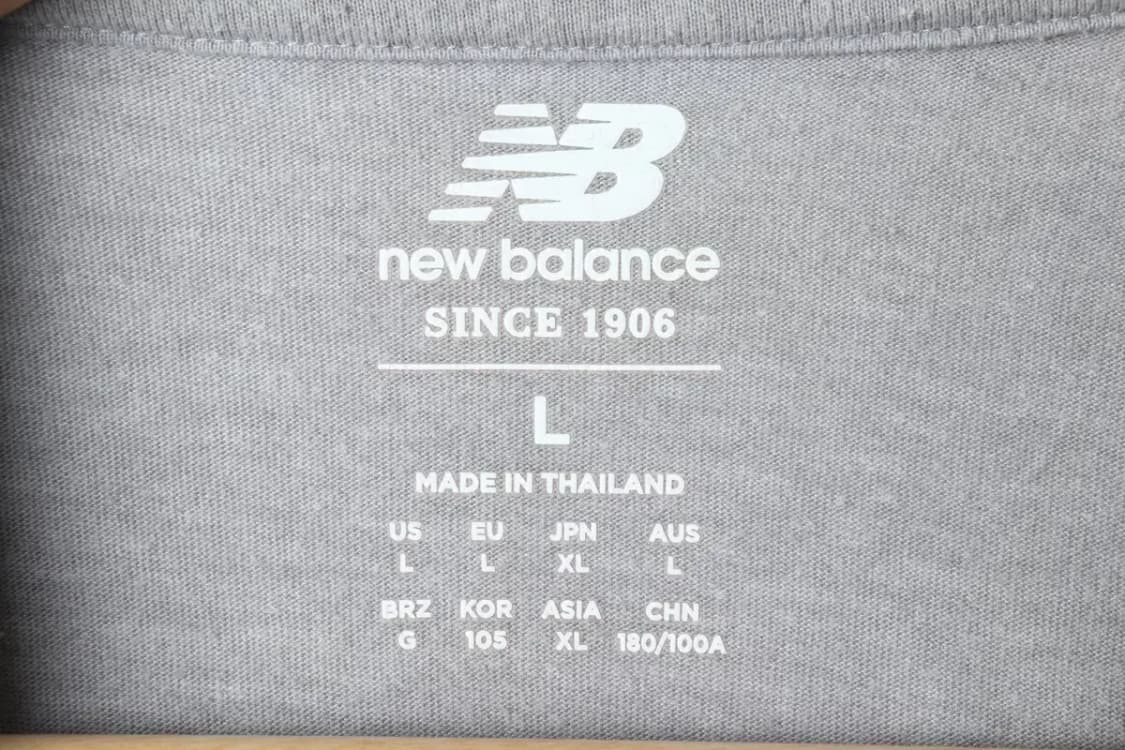 NB
new balance
SINCE 1906
L
MADE IN THAILAND
US EU JPN AUS
L L XL L
BRZ KOR ASIA CHN
G 105 XL 180/100A